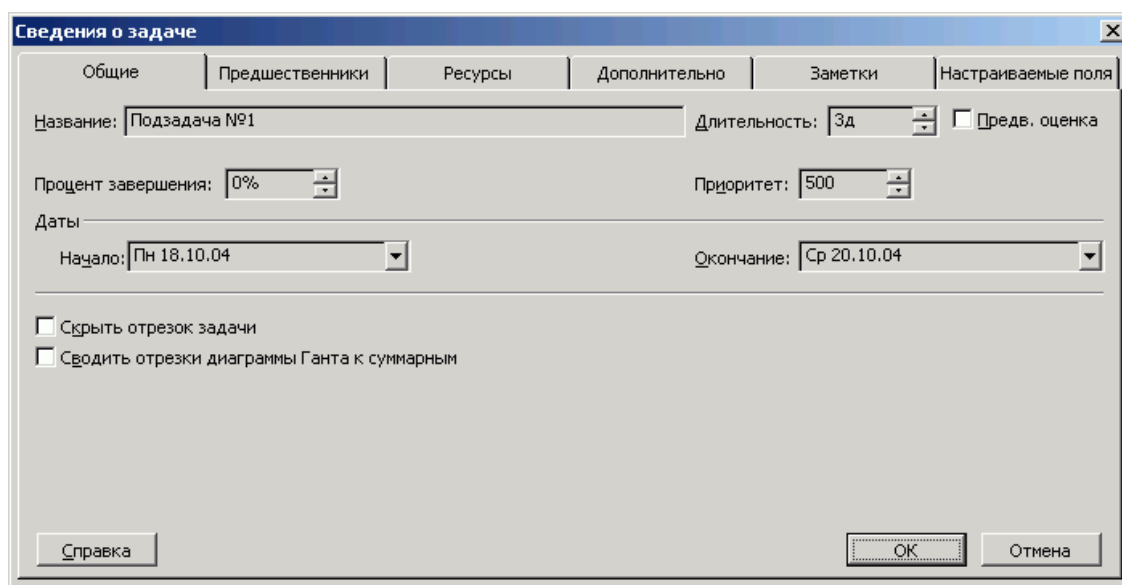 Сведения о задаче
Общие Предшественники Ресурсы Дополнительно Заметки Настраиваемые поля
Название: Подзадача №1 Длительность: 3д Предв. оценка
Процент завершения: 0% Приоритет: 500
Даты
Начало: Пн 18.10.04 Окончание: Ср 20.10.04
Скрыть отрезок задачи
Сводить отрезки диаграммы Ганта к суммарным
Справка ОК Отмена